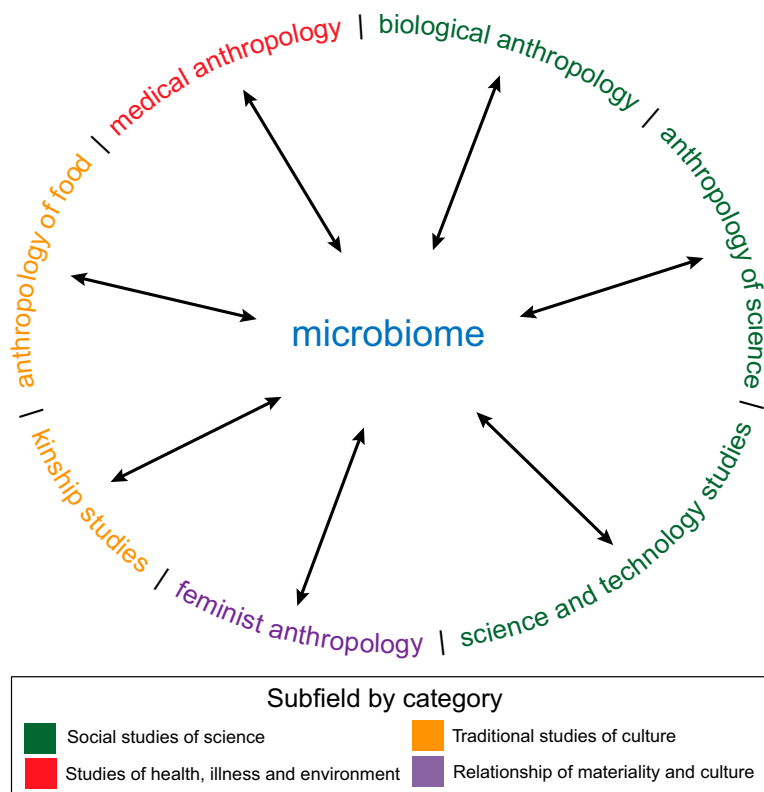 medical anthropology | biological anthropology |
anthropology of science |
science and technology studies |
feminist anthropology |
kinship studies |
anthropology of food |
microbiome
Subfield by category
Social studies of science
Traditional studies of culture
Studies of health, illness and environment
Relationship of materiality and culture